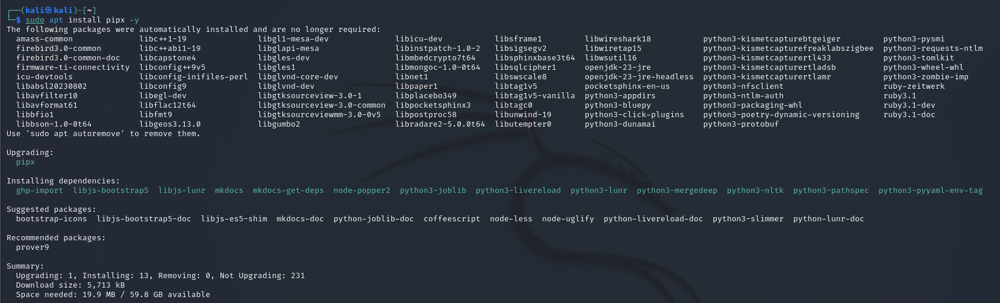 ┌──(kali㉿kali)-[~]
└─$ sudo apt install pipx -y
The following packages were automatically installed and are no longer required:
  amass-common              libc++1-19              libgl1-mesa-dev              libicu-dev           libsframe1       libwireshark18          python3-kismetcapturebtgeiger         python3-pysmi
  firebird3.0-common        libc++abi1-19           libglapi-mesa                libinstpatch-1.0-2   libsigsegv2      libwiretap15            python3-kismetcapturefreaklabszigbee  python3-requests-ntlm
  firebird3.0-common-doc    libcapstone4            libgles-dev                  libmbedcrypto7t64    libsphinxbase3t64  libwsutil16           python3-kismetcapturertl433           python3-tomlkit
  firmware-ti-connectivity  libconfig++9v5          libgles1                     libmongoc-1.0-0t64   libsqlcipher1    openjdk-23-jre          python3-kismetcapturertladsb          python3-wheel-whl
  icu-devtools              libconfig-inifiles-perl  libglvnd-core-dev           libnet1              libswscale8      openjdk-23-jre-headless  python3-kismetcapturertlamr          python3-zombie-imp
  libabsl20230802           libconfig9              libglvnd-dev                 libpaper1            libtag1v5        pocketsphinx-en-us      python3-nfsclient                     ruby-zeitwerk
  libavfilter10             libegl-dev              libgtksourceview-3.0-1       libplacebo349        libtag1v5-vanilla  python3-appdirs       python3-ntlm-auth                     ruby3.1
  libavformat61             libflac12t64            libgtksourceview-3.0-common  libpocketsphinx3     libtagc0         python3-bluepy          python3-packaging-whl                 ruby3.1-dev
  libbfio1                  libfmt9                 libgtksourceviewmm-3.0-0v5   libpostproc58        libunwind-19     python3-click-plugins   python3-poetry-dynamic-versioning     ruby3.1-doc
  libbson-1.0-0t64          libgeos3.13.0           libgumbo2                    libradare2-5.0.0t64  libutempter0     python3-dunamai         python3-protobuf
Use 'sudo apt autoremove' to remove them.

Upgrading:
  pipx

Installing dependencies:
  ghp-import  libjs-bootstrap5  libjs-lunr  mkdocs  mkdocs-get-deps  node-popper2  python3-joblib  python3-livereload  python3-lunr  python3-mergedeep  python3-nltk  python3-pathspec  python3-pyyaml-env-tag

Suggested packages:
  bootstrap-icons  libjs-bootstrap5-doc  libjs-es5-shim  mkdocs-doc  python-joblib-doc  coffeescript  node-less  node-uglify  python-livereload-doc  python3-slimmer  python-lunr-doc

Recommended packages:
  prover9

Summary:
  Upgrading: 1, Installing: 13, Removing: 0, Not Upgrading: 231
  Download size: 5,713 kB
  Space needed: 19.9 MB / 59.8 GB available